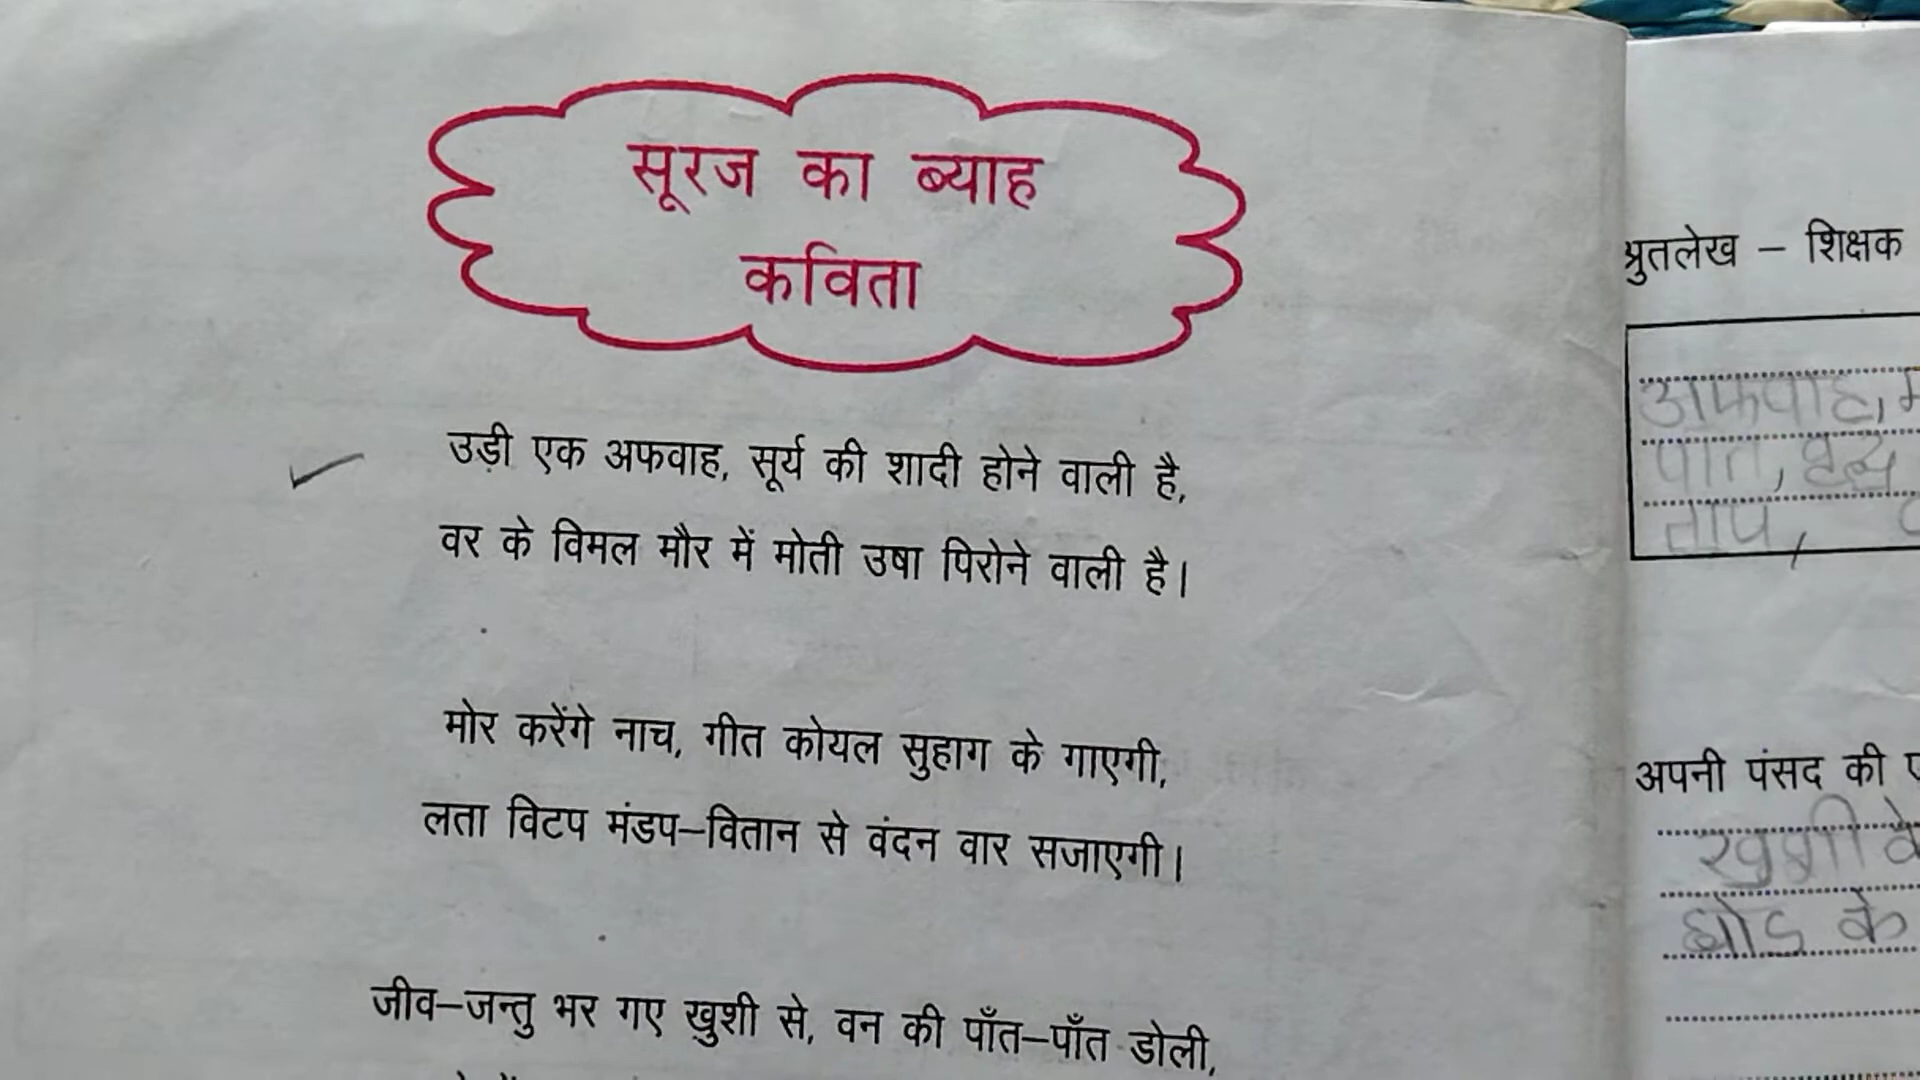 सूरज का ब्याह
कविता
उड़ी एक अफवाह, सूर्य की शादी होने वाली है,
वर के विमल मौर में मोती उषा पिरोने वाली है।
मोर करेंगे नाच, गीत कोयल सुहाग के गाएगी,
लता विटप मंडप–वितान से वंदन वार सजाएगी।
जीव–जन्तु भर गए खुशी से, वन की पाँत–पाँत डोली,
श्रुतलेख – शिक्षक
अफवाह,
पात,
ताप,
अपनी पंसद की
खुशी के
के